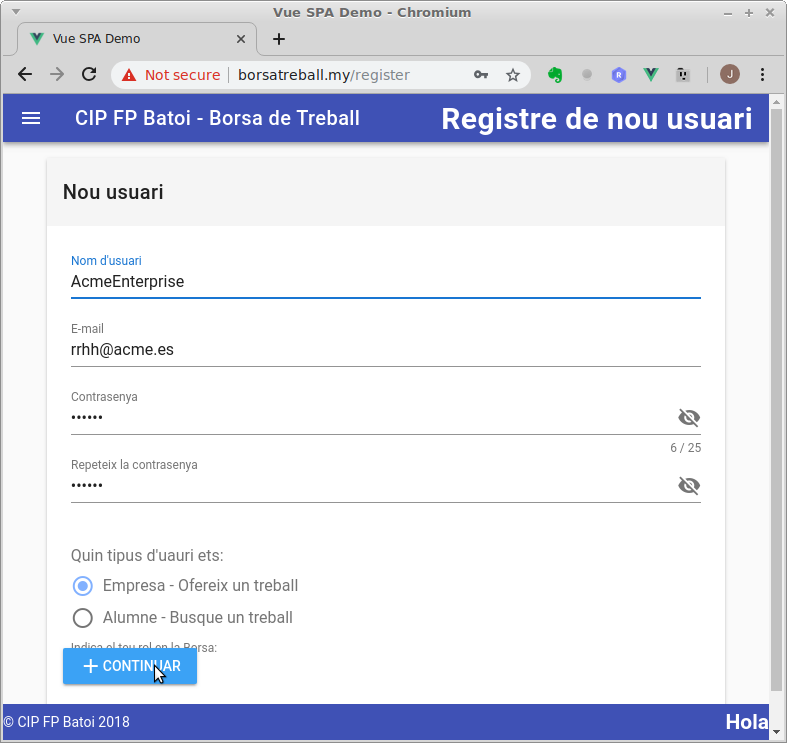 Vue SPA Demo - Chromium
Vue SPA Demo
Not secure borsatreball.my/register
J
CIP FP Batoi - Borsa de Treball
Registre de nou usuari
Nou usuari
Nom d'usuari
AcmeEnterprise
E-mail
rrhh@acme.es
Contrasenya
••••••
6 / 25
Repeteix la contrasenya
••••••
Quin tipus d'uauri ets:
Empresa - Ofereix un treball
Alumne - Busque un treball
Indica el teu rol en la Borsa:
CONTINUAR
© CIP FP Batoi 2018
Hola